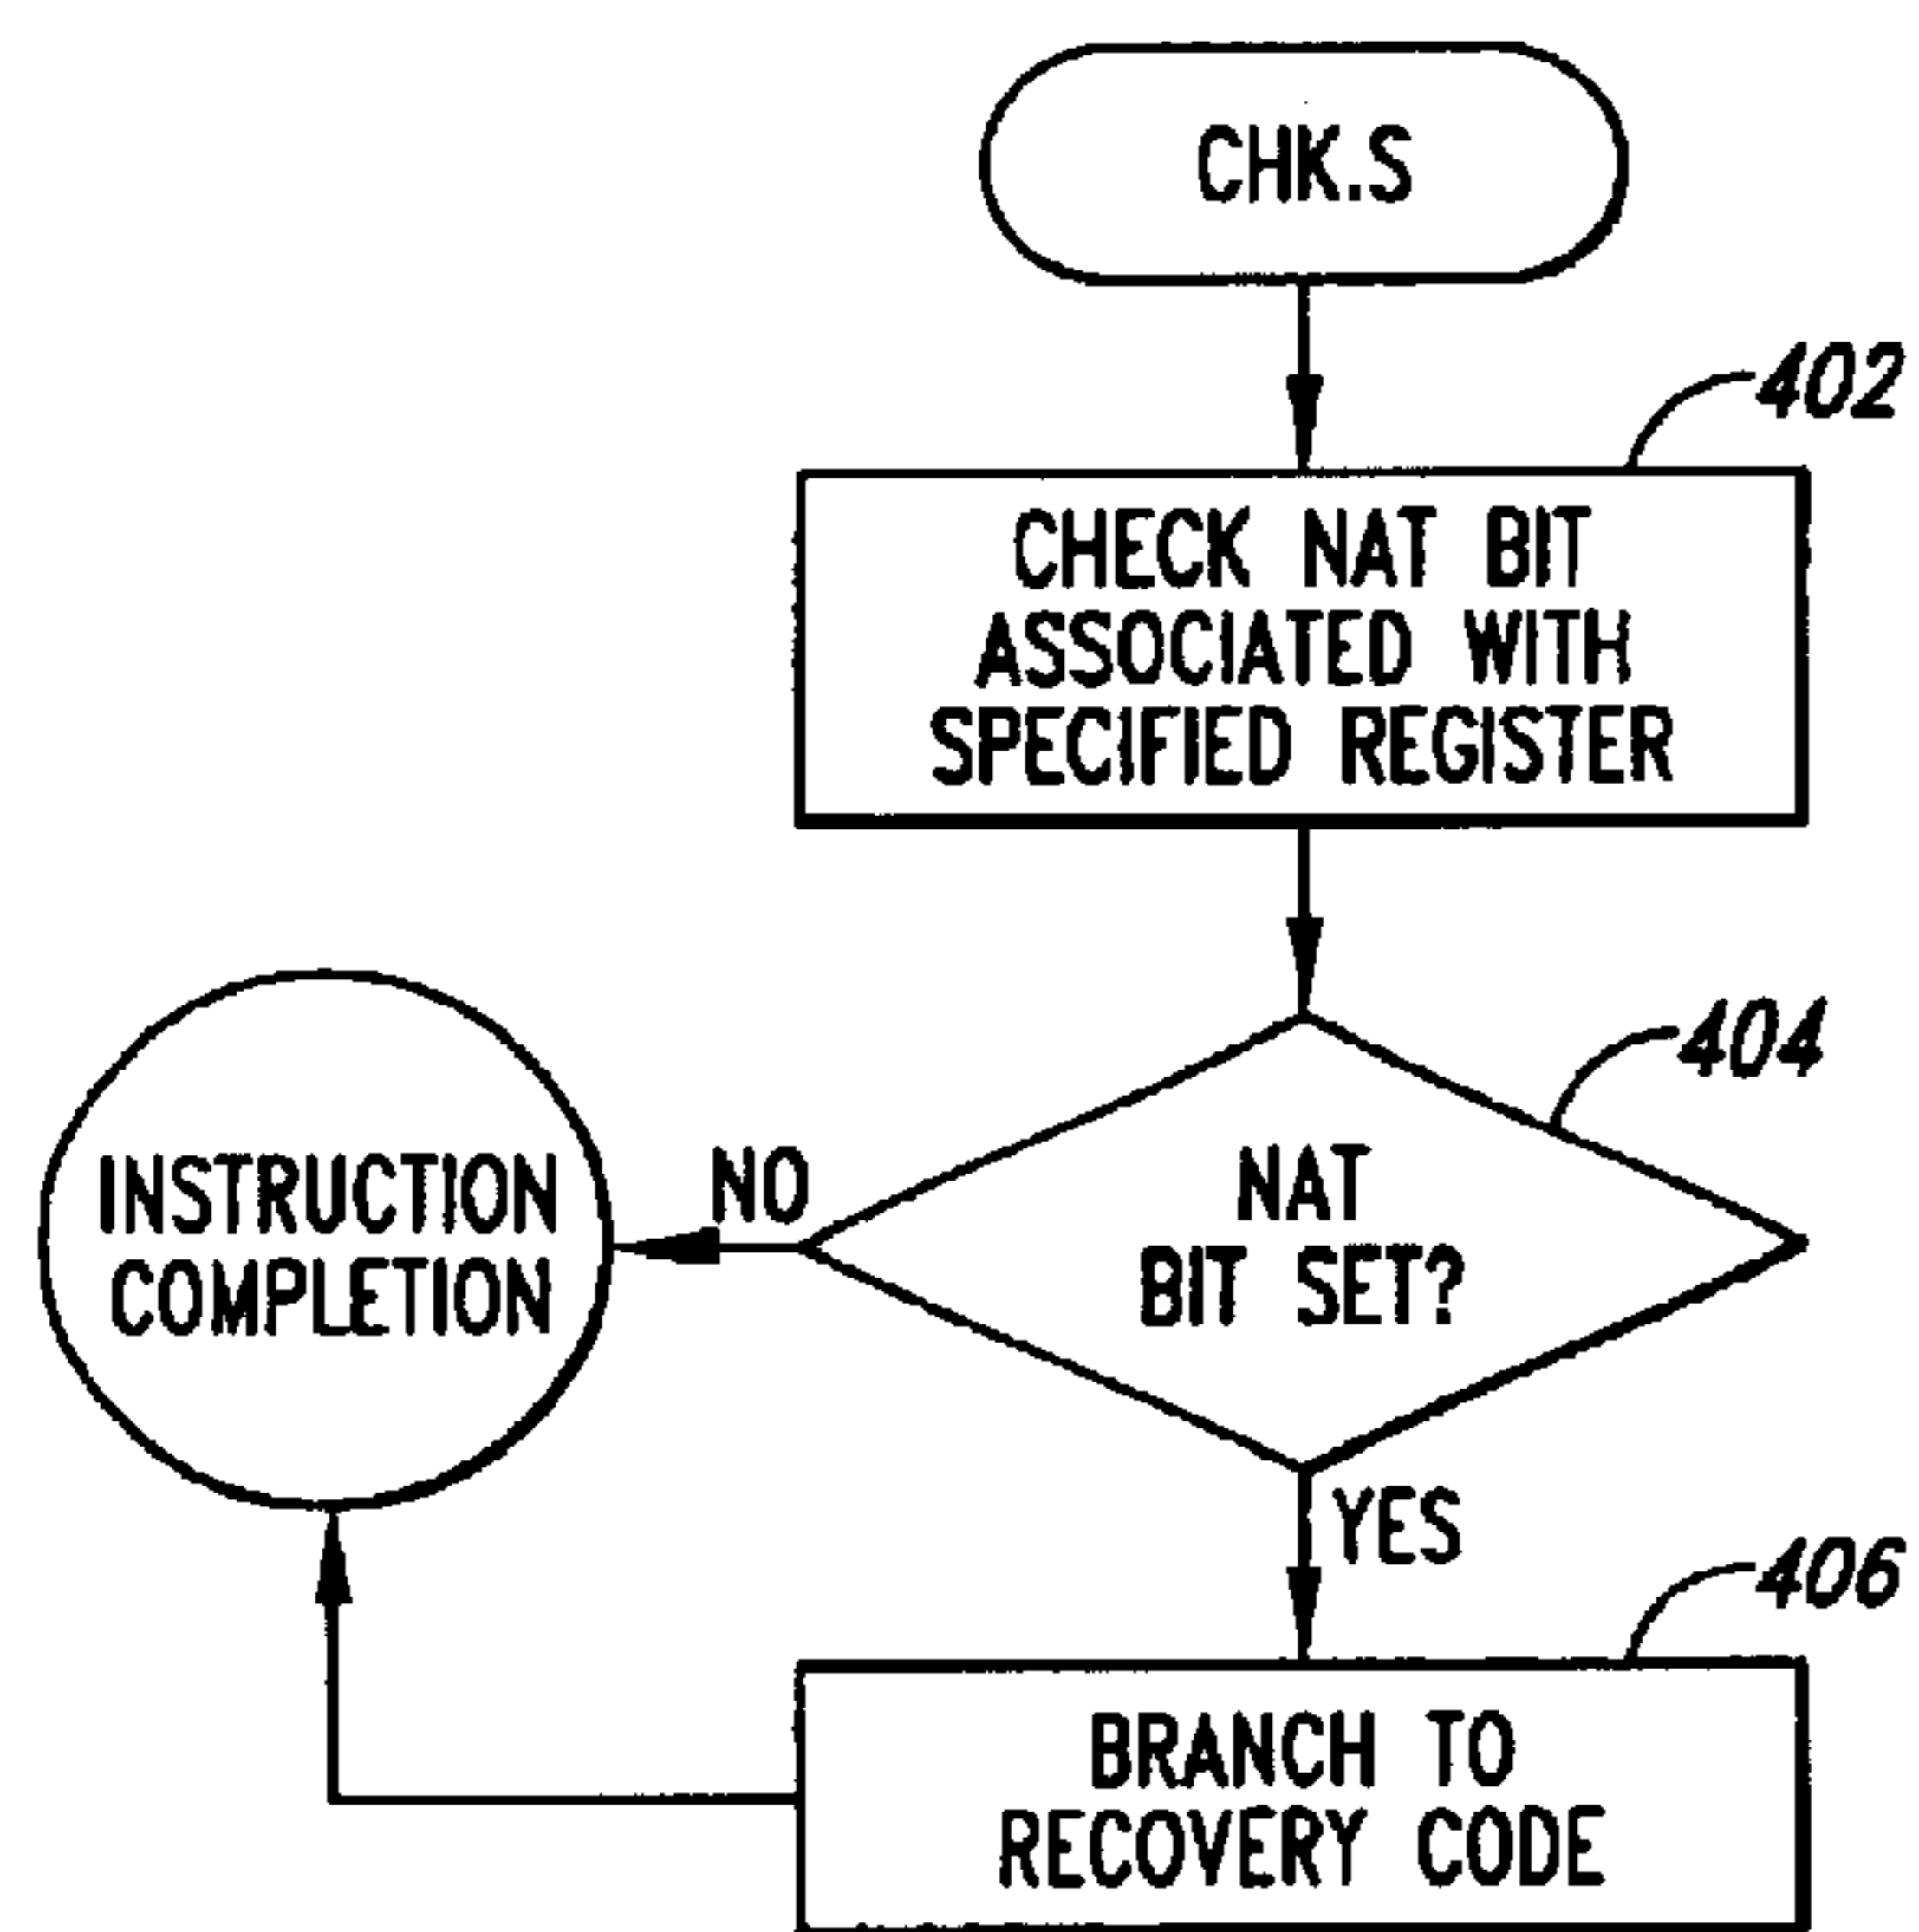 CHK.S
402
CHECK NAT BIT
ASSOCIATED WITH
SPECIFIED REGISTER
404
NAT
BIT SET?
NO
INSTRUCTION
COMPLETION
YES
406
BRANCH TO
RECOVERY CODE